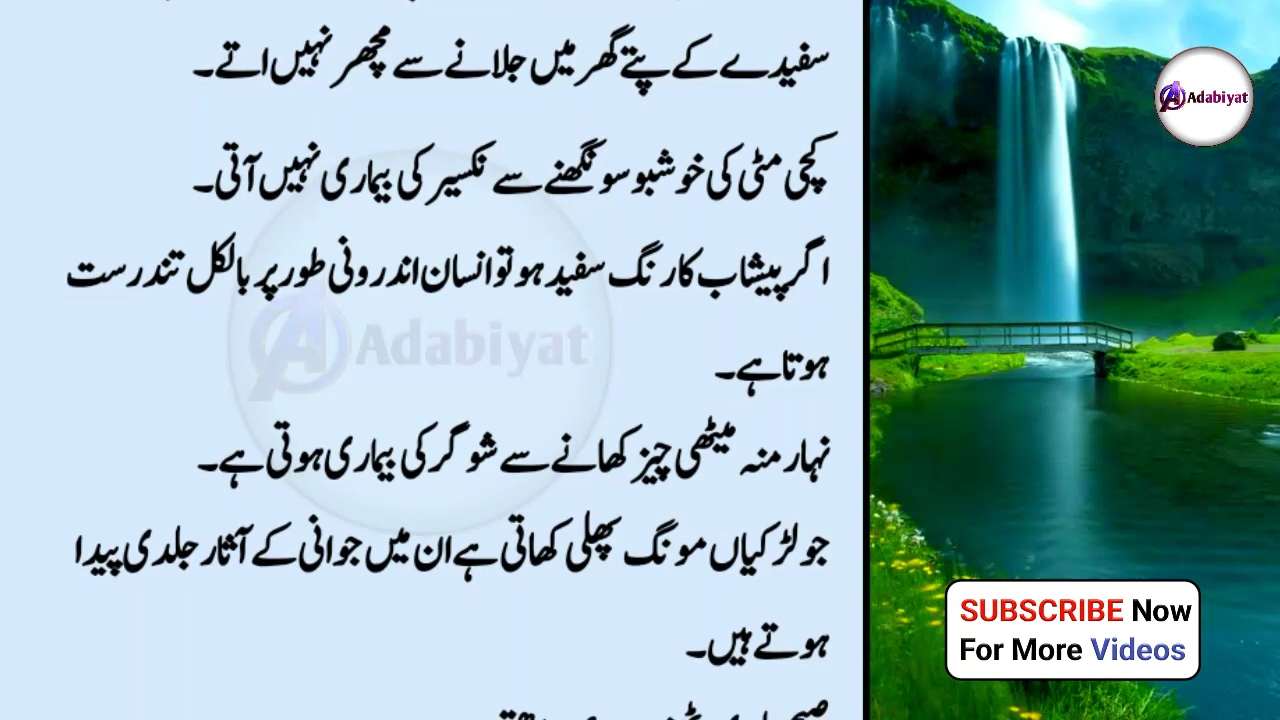 سفیدے کے پتے گھر میں جلانے سے مچھر نہیں اتے۔
کچی مٹی کی خوشبو سونگھنے سے نکسیر کی بیماری نہیں آتی۔
اگر پیشاب کا رنگ سفید ہو تو انسان اندرونی طور پر بالکل تندرست
ہوتا ہے۔
نہار منہ میٹھی چیز کھانے سے شوگر کی بیماری ہوتی ہے۔
جو لڑکیاں مونگ پھلی کھاتی ہے ان میں جوانی کے آثار جلدی پیدا
ہوتے ہیں۔
Adabiyat
Adabiyat
SUBSCRIBE Now
For More Videos